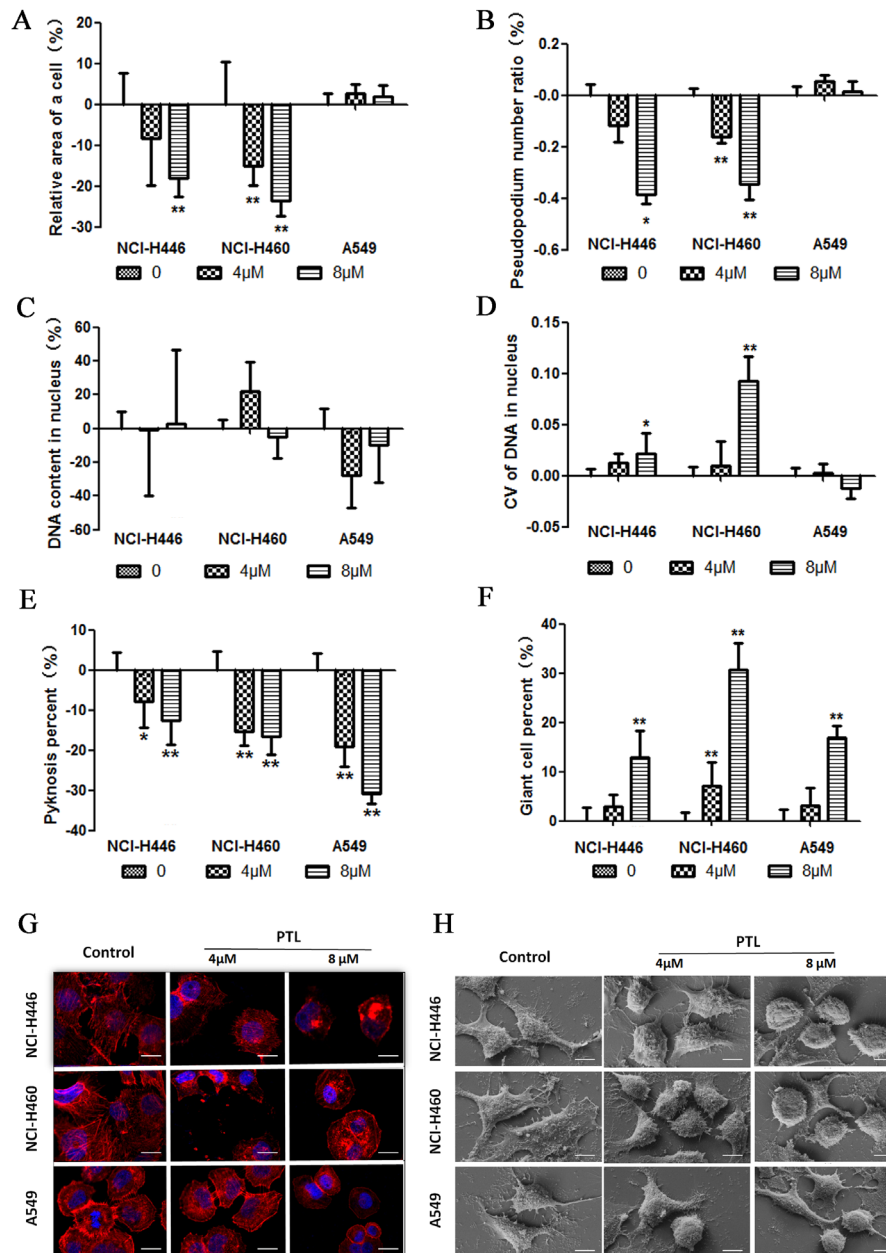 A
Relative area of a cell (%)
20
10
0
-10
-20
-30
** ** **
NCI-H446 NCI-H460 A549
0 4μM 8μM
B
Pseudopodium number ratio (%)
0.2
-0.0
-0.2
-0.4
-0.6
* ** **
NCI-H446 NCI-H460 A549
0 4μM 8μM
C
DNA content in nucleus (%)
60
40
20
0
-20
-40
-60
NCI-H446 NCI-H460 A549
0 4μM 8μM
D
CV of DNA in nucleus
0.15
0.10
0.05
0.00
-0.05
* **
NCI-H446 NCI-H460 A549
0 4μM 8μM
E
Pyknosis percent (%)
10
0
-10
-20
-30
-40
* ** ** ** ** **
NCI-H446 NCI-H460 A549
0 4μM 8μM
F
Giant cell percent (%)
40
30
20
10
0
** ** ** **
NCI-H446 NCI-H460 A549
0 4μM 8μM
G
Control PTL
4μM 8 μM
NCI-H446
NCI-H460
A549
H
Control PTL
4μM 8 μM
NCI-H446
NCI-H460
A549